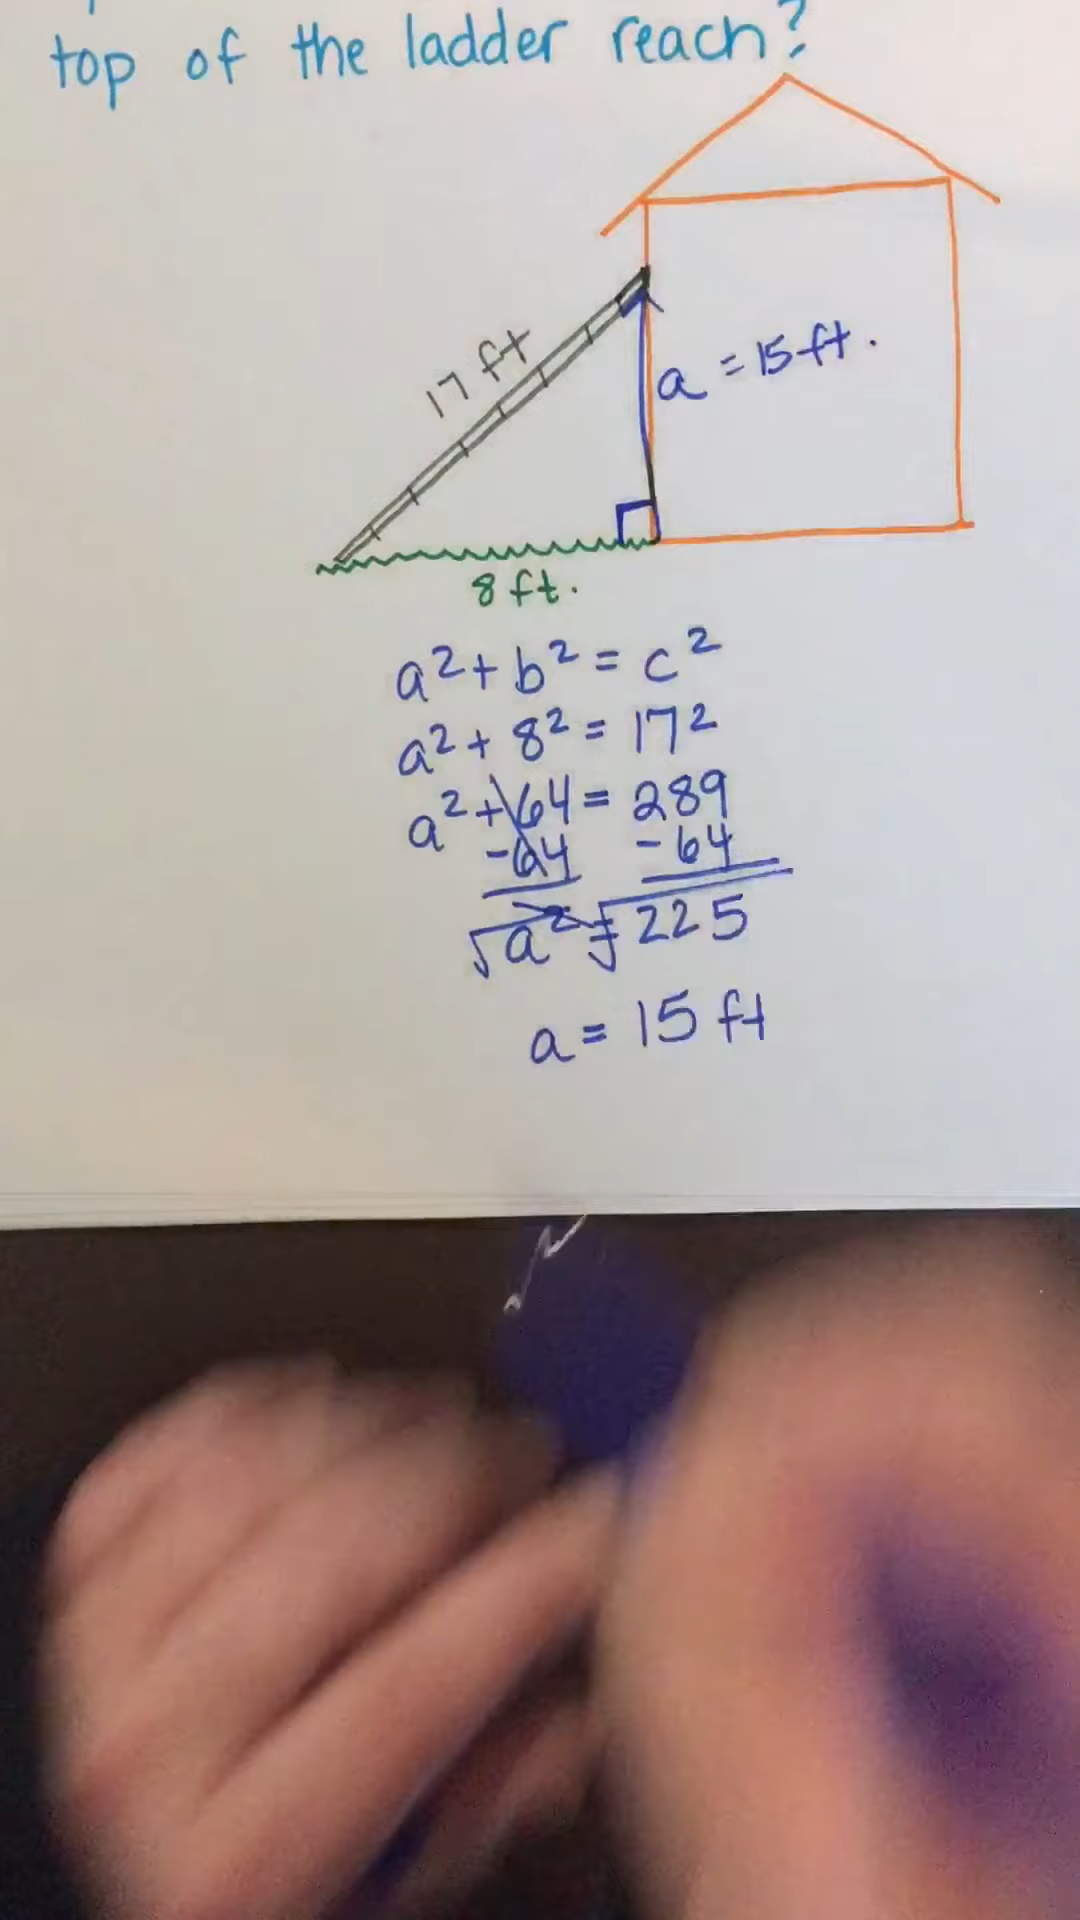 top of the ladder reach?
17 ft
a = 15 ft.
8 ft.
a² + b² = c²
a² + 8² = 17²
a² + 64 = 289
-64 -64
√a² = √225
a = 15 ft